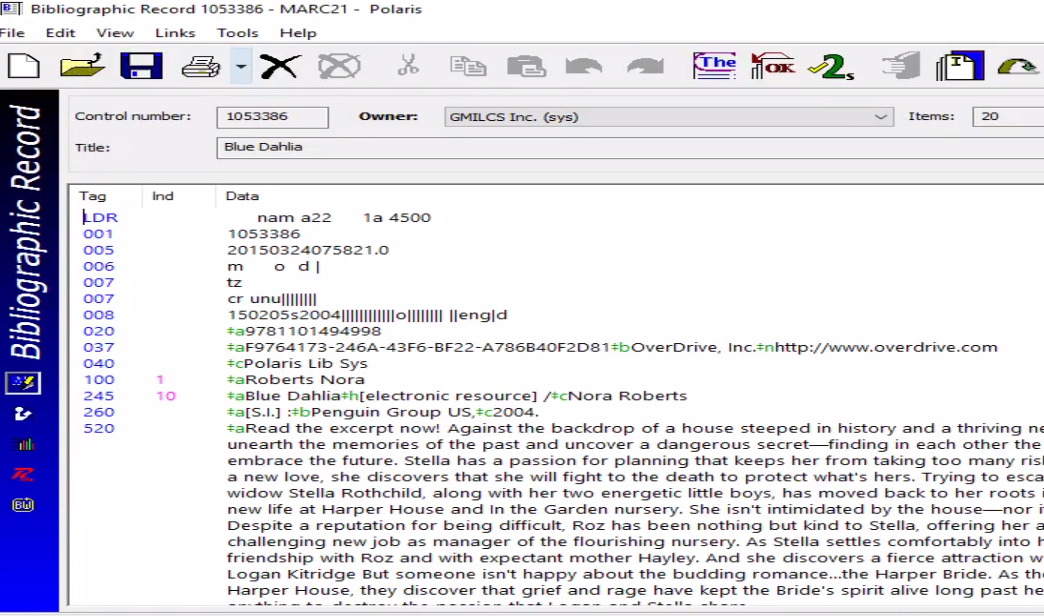 Bibliographic Record 1053386 - MARC21 - Polaris
File Edit View Links Tools Help
The OK 2s I
Control number: 1053386 Owner: GMILCS Inc. (sys) Items: 20
Title: Blue Dahlia
Bibliographic Record
Tag Ind Data
LDR nam a22 1a 4500
001 1053386
005 20150324075821.0
006 m o d |
007 tz
007 cr unu||||||||
008 150205s2004|||||||||||o||||||| ||eng|d
020 ‡a9781101494998
037 ‡aF9764173-246A-43F6-BF22-A786B40F2D81‡bOverDrive, Inc.‡nhttp://www.overdrive.com
040 ‡cPolaris Lib Sys
100 1 ‡aRoberts Nora
245 10 ‡aBlue Dahlia‡h[electronic resource] /‡cNora Roberts
260 ‡a[S.I.] :‡bPenguin Group US,‡c2004.
520 ‡aRead the excerpt now! Against the backdrop of a house steeped in history and a thriving
unearth the memories of the past and uncover a dangerous secret—finding in each other the
embrace the future. Stella has a passion for planning that keeps her from taking too many
a new love, she discovers that she will fight to the death to protect what's hers. Trying to
widow Stella Rothchild, along with her two energetic little boys, has moved back to her roots
new life at Harper House and In the Garden nursery. She isn't intimidated by the house—nor
Despite a reputation for being difficult, Roz has been nothing but kind to Stella, offering her a
challenging new job as manager of the flourishing nursery. As Stella settles comfortably into
friendship with Roz and with expectant mother Hayley. And she discovers a fierce attraction
Logan Kitridge But someone isn't happy about the budding romance...the Harper Bride. As
Harper House, they discover that grief and rage have kept the Bride's spirit alive long past
anything to destroy the passion that Logan and Stella share.
BW